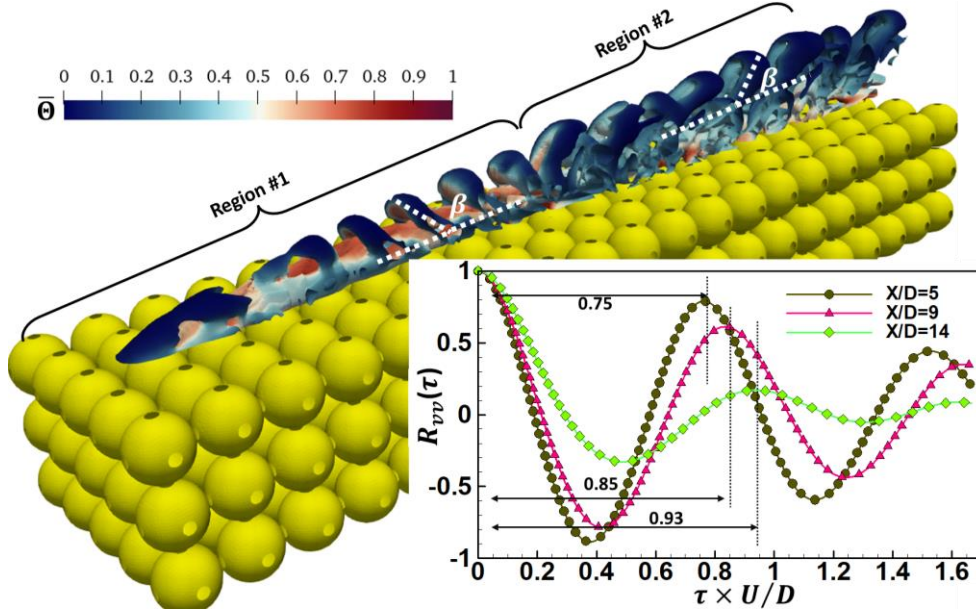 Region #2
0 0.1 0.2 0.3 0.4 0.5 0.6 0.7 0.8 0.9 1
Θ̅
β
Region #1
β
1
0.75
X/D=5
X/D=9
X/D=14
0.5
R_vv(τ)
0
-0.5
0.85
0.93
-1
0 0.2 0.4 0.6 0.8 1 1.2 1.4 1.6
τ × U/D